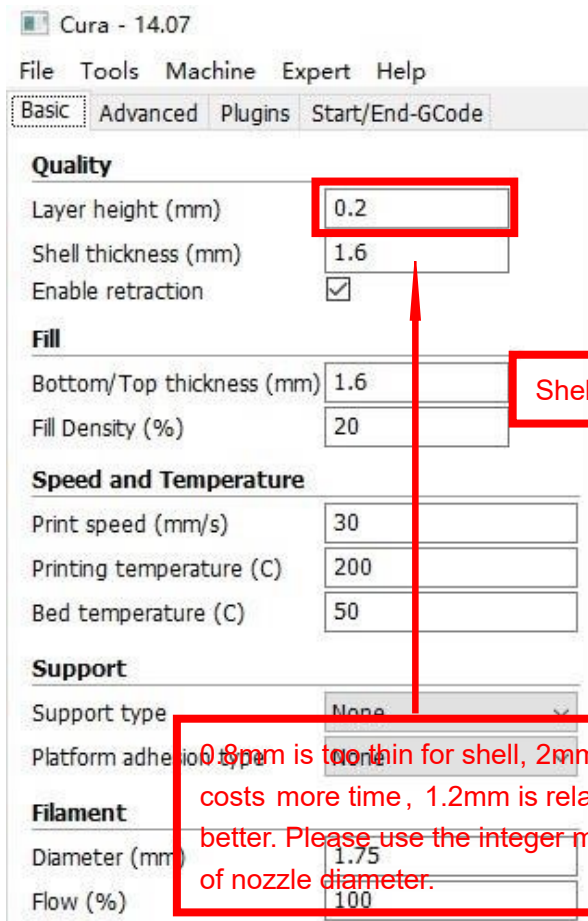 Cura - 14.07
File Tools Machine Expert Help
Basic Advanced Plugins Start/End-GCode
Quality
Layer height (mm) 0.2
Shell thickness (mm) 1.6
Enable retraction
Fill
Bottom/Top thickness (mm) 1.6
Fill Density (%) 20
Speed and Temperature
Print speed (mm/s) 30
Printing temperature (C) 200
Bed temperature (C) 50
Support
Support type None
Platform adhesion type None
Filament
Diameter (mm) 1.75
Flow (%) 100
0.8mm is too thin for shell, 2mm
costs more time, 1.2mm is
better. Please use the integer
of nozzle diameter.